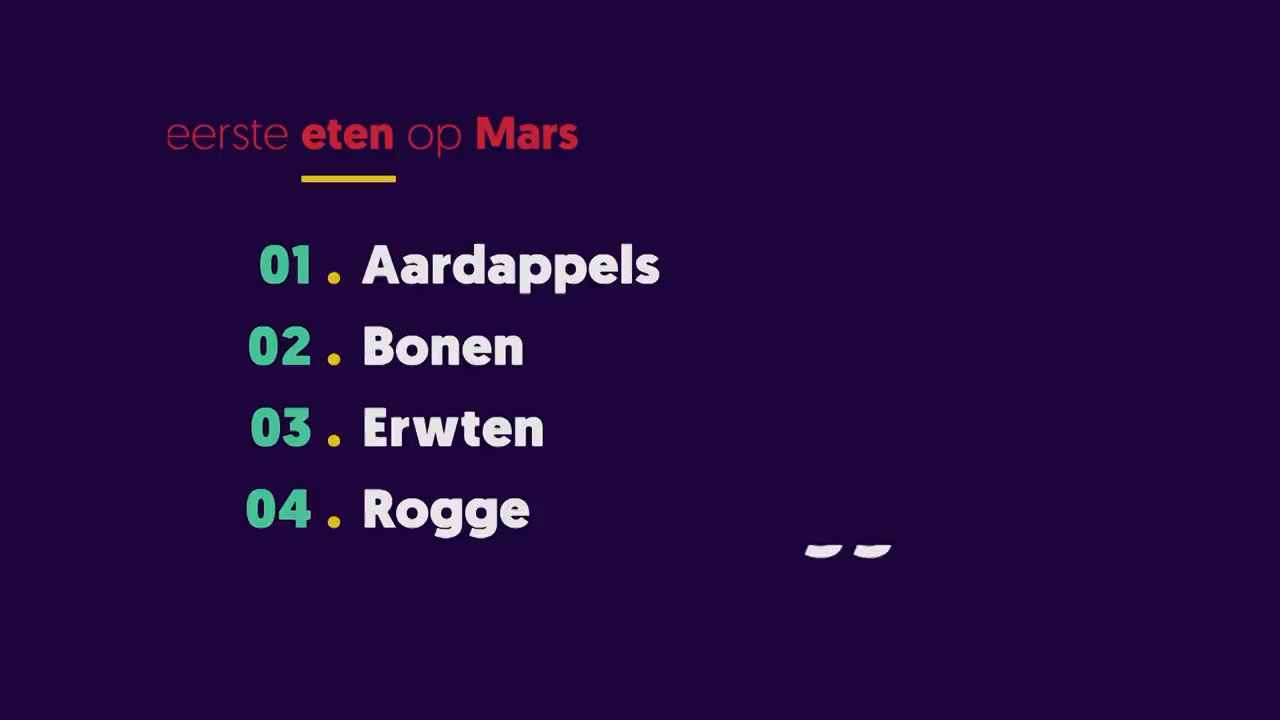 eerste eten op Mars
01. Aardappels
02. Bonen
03. Erwten
04. Rogge